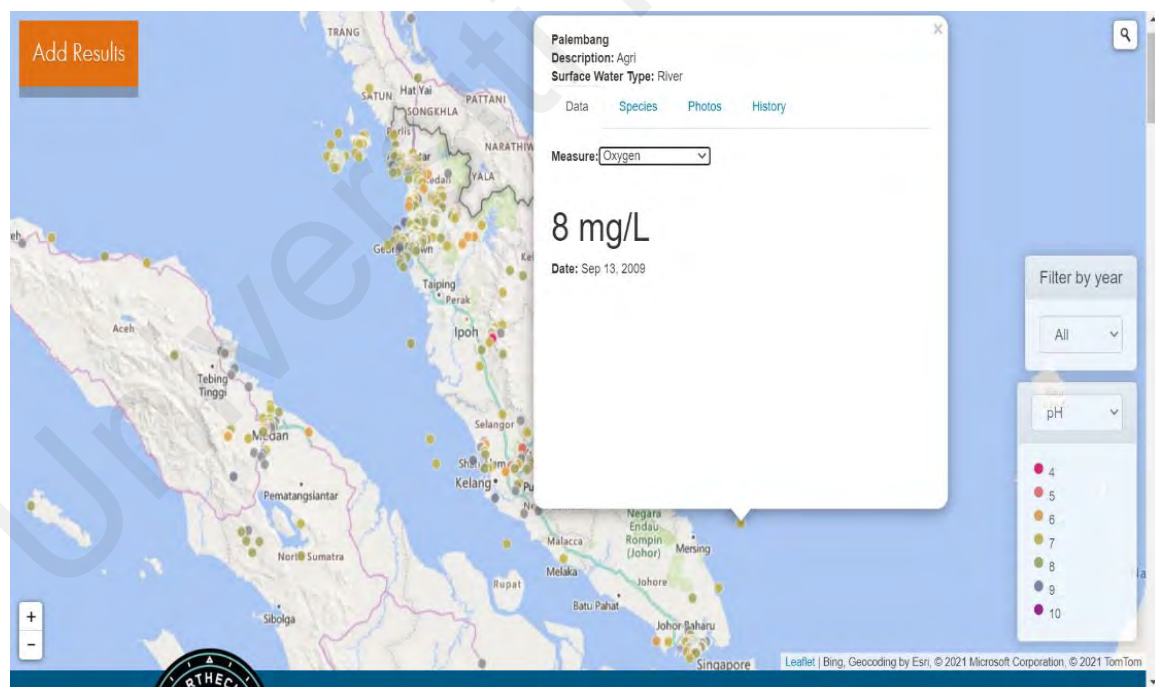 Add Results
Palembang
Description: Agri
Surface Water Type: River
Data Species Photos History
Measure: Oxygen
8 mg/L
Date: Sep 13, 2009
Filter by year
All
pH
4
5
6
7
8
9
10
TRANG
SATUN
Hat Yai
PATTANI
SONGKHLA
Perlis
NARATHIW
YALA
Taiping
Perak
Ipoh
Aceh
Tebing
Tinggi
Medan
Selangor
Kelang
Pematangsiantar
North Sumatra
Negara
Endau
Rompin
(Johor)
Malacca
Mersing
Melaka
Johore
Rupat
Batu Pahat
Sibolga
Johor Baharu
Singapore
+
−
Leaflet | Bing, Geocoding by Esri, © 2021 Microsoft Corporation, © 2021 TomTom